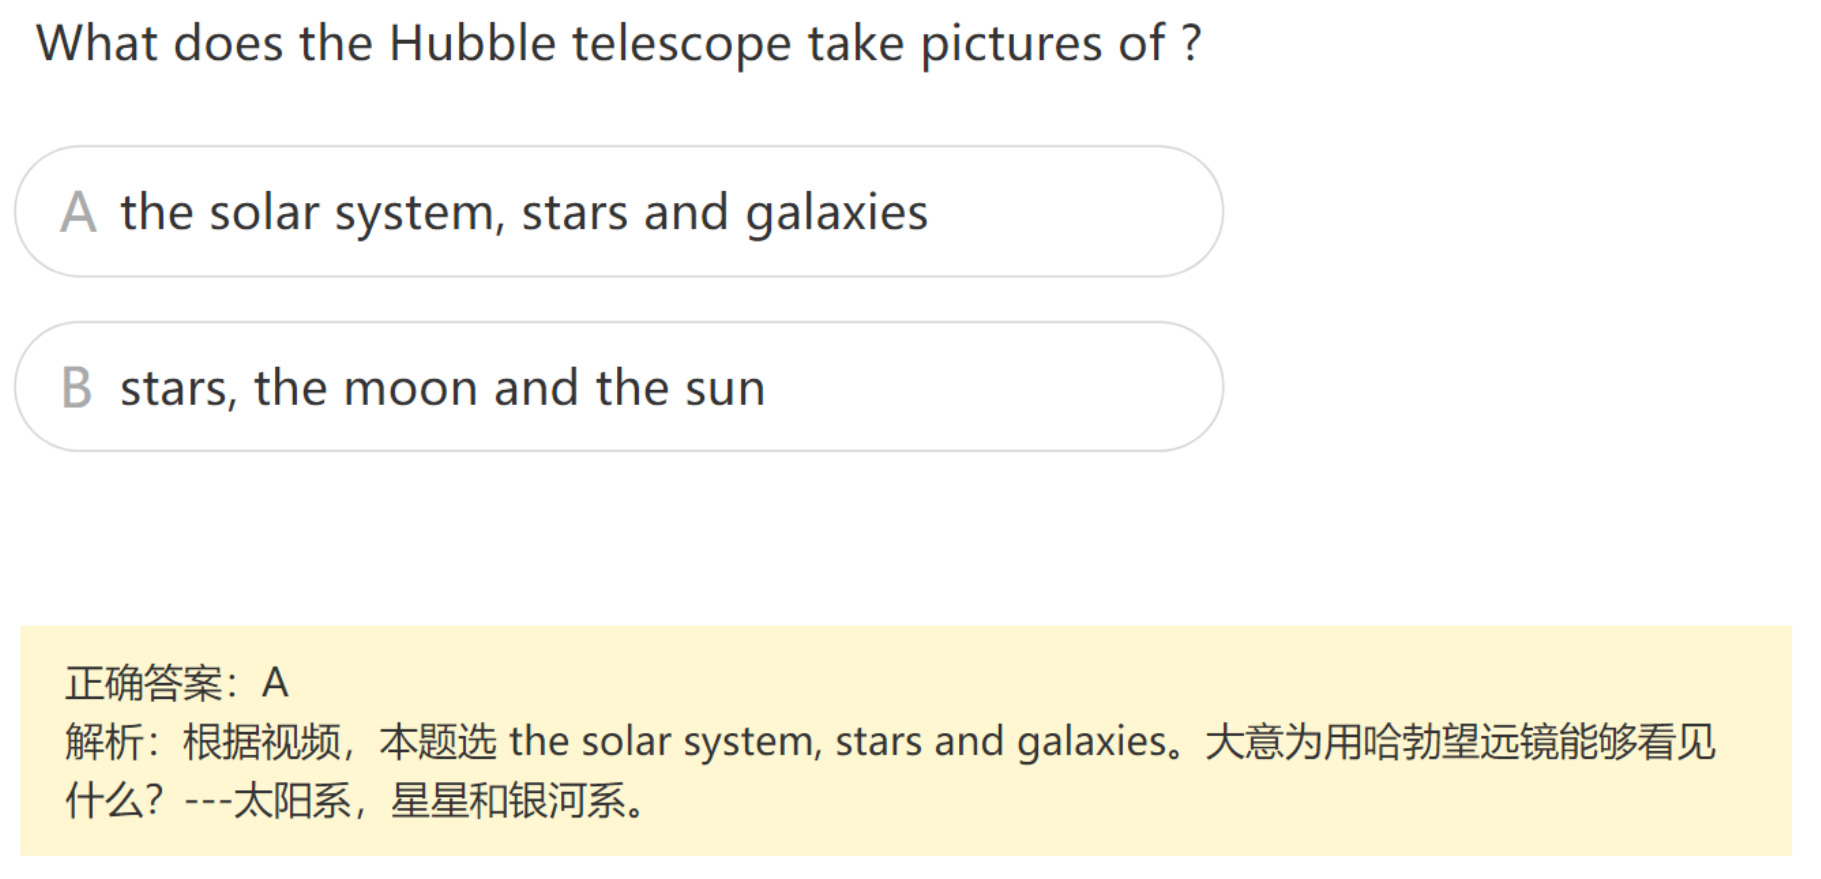 What does the Hubble telescope take pictures of ?
A the solar system, stars and galaxies
B stars, the moon and the sun
正确答案：A
解析：根据视频，本题选 the solar system, stars and galaxies。大意为用哈勃望远镜能够看见
什么？---太阳系，星星和银河系。